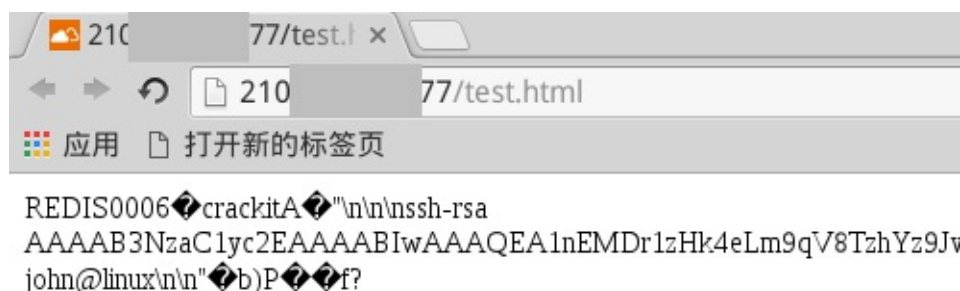 210 77/test.h ×
210 77/test.html
应用 打开新的标签页
REDIS0006�crackitA�"\n\n\nssh-rsa
AAAAB3NzaC1yc2EAAAABIwAAAQEA1nEMDr1zHk4eLm9qV8TzhYz9Jw
john@linux\n\n"�b)P��f?